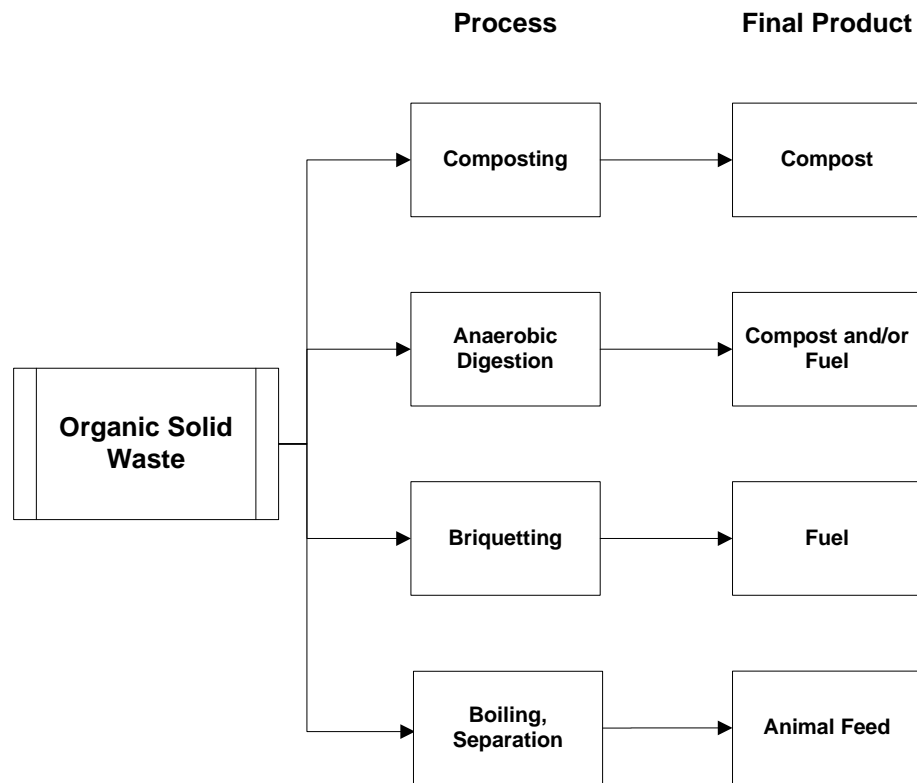 Process
Final Product
Composting
Compost
Anaerobic
Digestion
Compost and/or
Fuel
Organic Solid
Waste
Briquetting
Fuel
Boiling,
Separation
Animal Feed